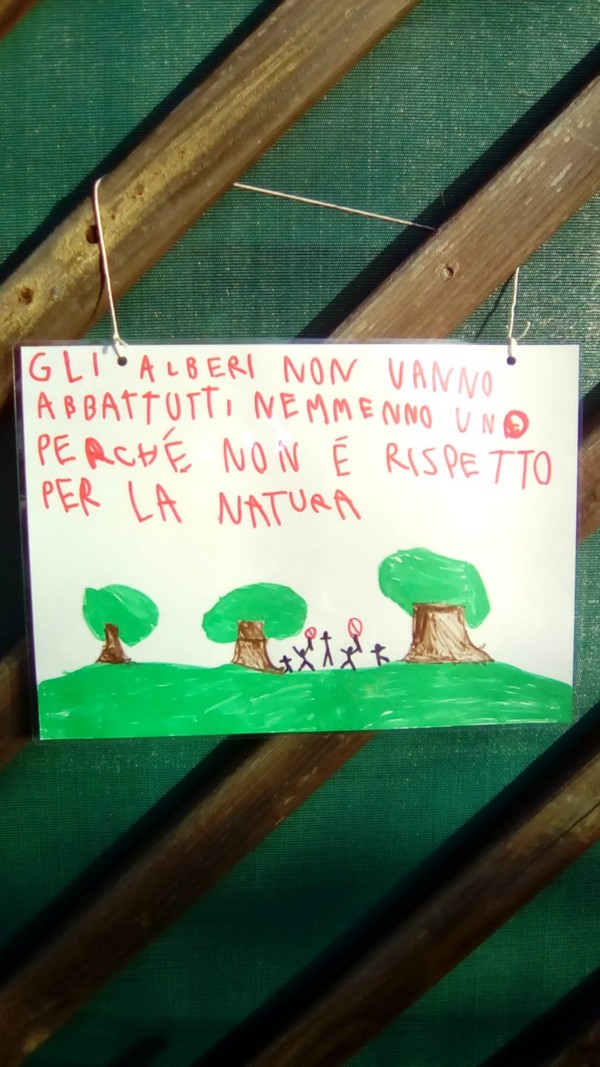 GLI ALBERI NON VANNO
ABBATTUTTI NEMMENNO UNO
PERCHÉ NON É RISPETTO
PER LA NATURA